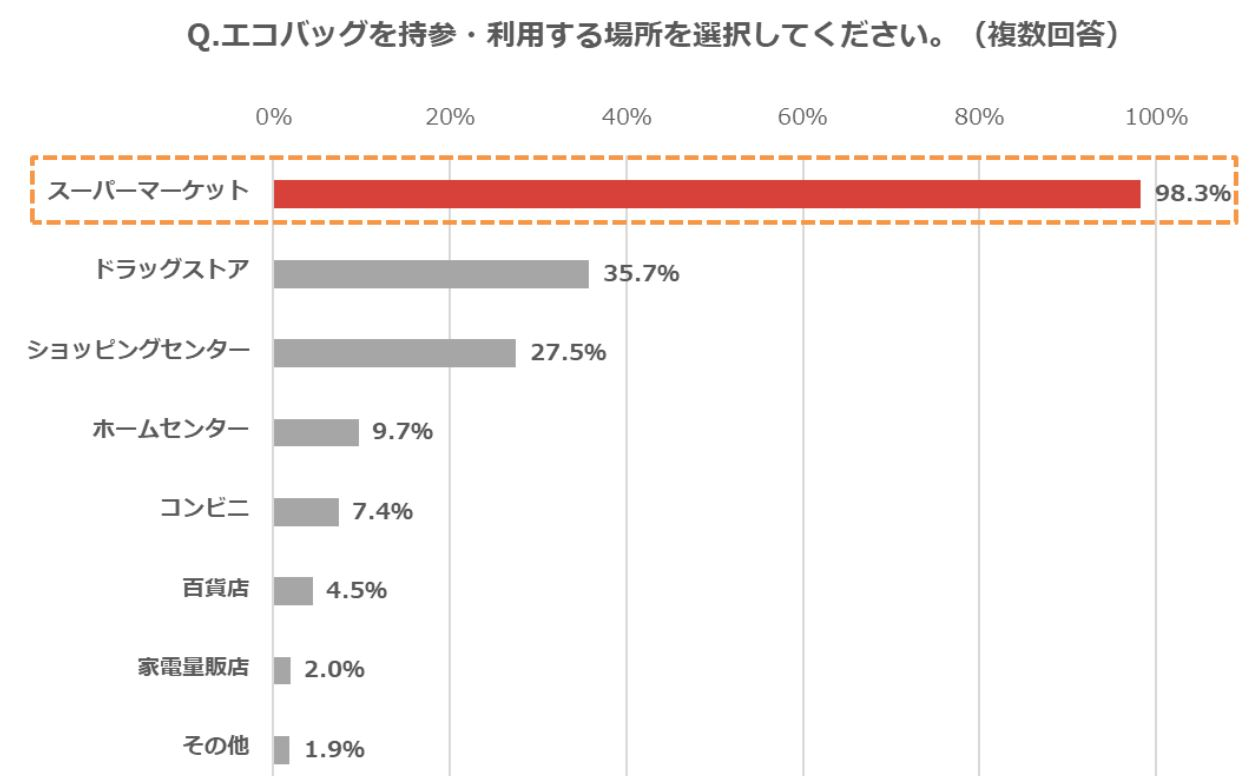 Q.エコバッグを持参・利用する場所を選択してください。（複数回答）
0% 20% 40% 60% 80% 100%
スーパーマーケット 98.3%
ドラッグストア 35.7%
ショッピングセンター 27.5%
ホームセンター 9.7%
コンビニ 7.4%
百貨店 4.5%
家電量販店 2.0%
その他 1.9%